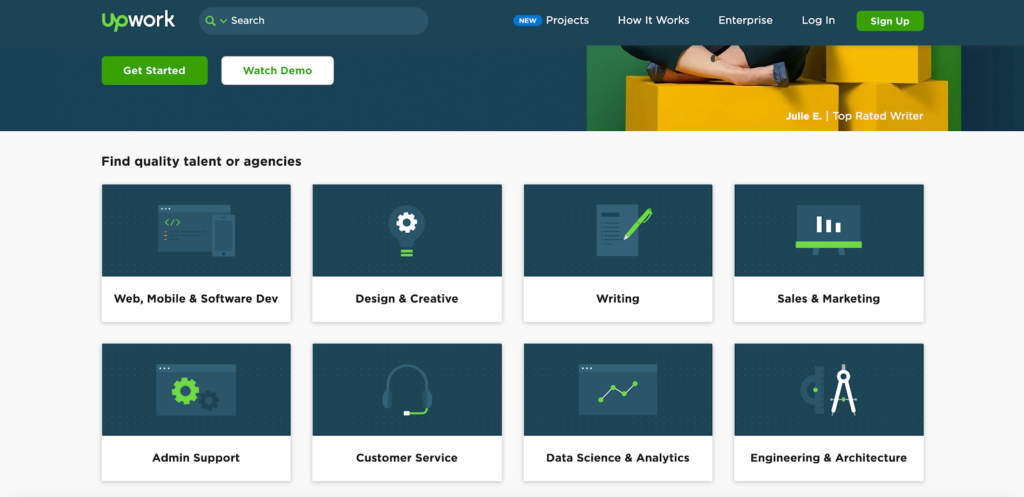 Upwork
Search
NEW Projects
How It Works
Enterprise
Log In
Sign Up
Get Started
Watch Demo
Julie E. | Top Rated Writer
Find quality talent or agencies
</>
Web, Mobile & Software Dev
Design & Creative
Writing
Sales & Marketing
Admin Support
Customer Service
Data Science & Analytics
Engineering & Architecture